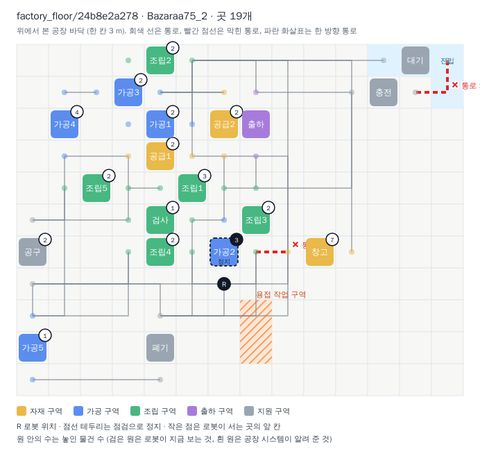 factory_floor/24b8e2a278 · Bazaraa75_2 · 곳 19개
위에서 본 공장 바닥 (한 칸 3 m). 회색 선은 통로, 빨간 점선은 막힌 통로, 파란 화살표는 한 방향 통로
2
조립2
대기
전립
2
가공3
충전
✖ 통로
4
가공4
2
가공1
2
공급2
출하
2
공급1
2
조립5
3
조립1
1
검사
2
조립3
2
공구
2
조립4
3
가공2
정지
✖
7
창고
R
용접 작업 구역
1
가공5
폐기
자재 구역
가공 구역
조립 구역
출하 구역
지원 구역
R 로봇 위치 · 점선 테두리는 점검으로 정지 · 작은 점은 로봇이 서는 곳의 앞 칸
원 안의 수는 놓인 물건 수 (검은 원은 로봇이 지금 보는 것, 흰 원은 공장 시스템이 알려 준 것)